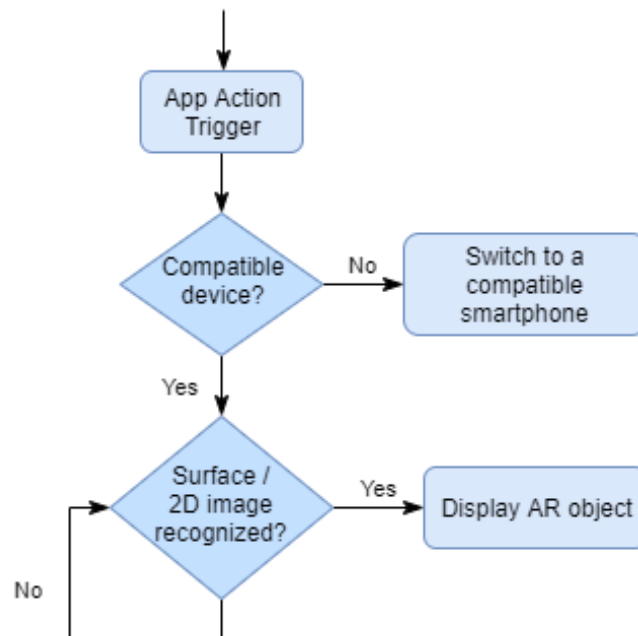 App Action
Trigger
Compatible
device?
No
Switch to a
compatible
smartphone
Yes
Surface /
2D image
recognized?
Yes
Display AR object
No